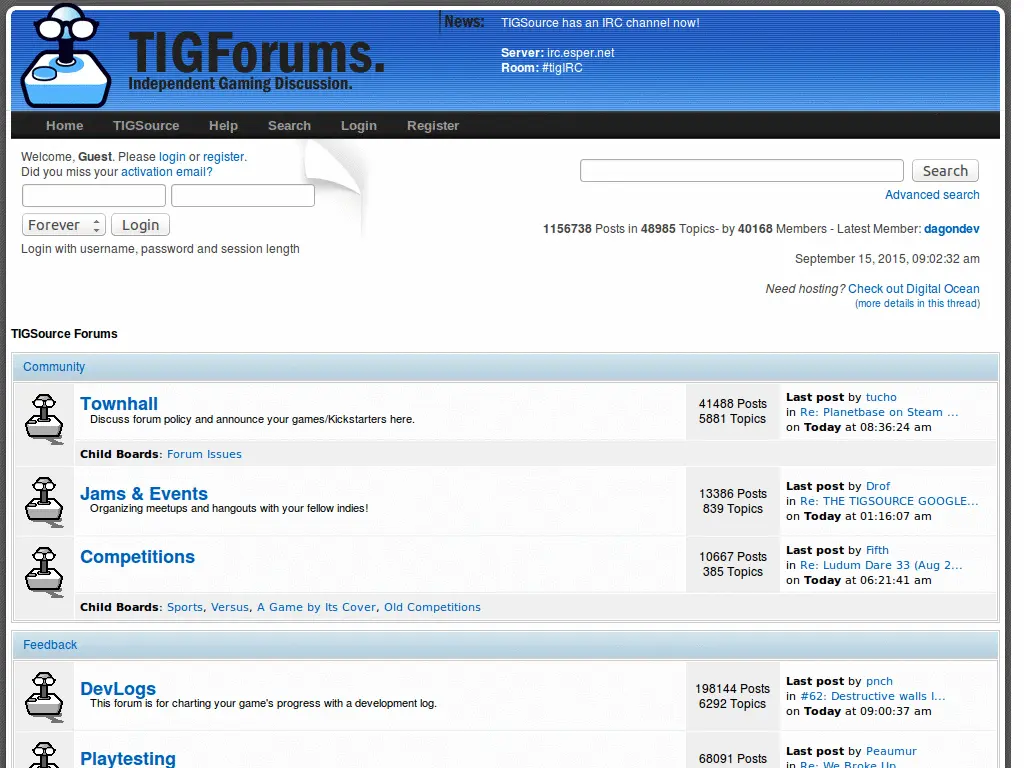 TIGForums.
Independent Gaming Discussion.
News:
TIGSource has an IRC channel now!
Server: irc.esper.net
Room: #tigIRC
Home TIGSource Help Search Login Register
Welcome, Guest. Please login or register.
Did you miss your activation email?
Forever Login
Login with username, password and session length
Search
Advanced search
1156738 Posts in 48985 Topics- by 40168 Members - Latest Member: dagondev
September 15, 2015, 09:02:32 am
Need hosting? Check out Digital Ocean
(more details in this thread)
TIGSource Forums
Community
Townhall
Discuss forum policy and announce your games/Kickstarters here.
41488 Posts
5881 Topics
Last post by tucho
in Re: Planetbase on Steam ...
on Today at 08:36:24 am
Child Boards: Forum Issues
Jams & Events
Organizing meetups and hangouts with your fellow indies!
13386 Posts
839 Topics
Last post by Drof
in Re: THE TIGSOURCE GOOGLE...
on Today at 01:16:07 am
Competitions
10667 Posts
385 Topics
Last post by Fifth
in Re: Ludum Dare 33 (Aug 2...
on Today at 06:21:41 am
Child Boards: Sports, Versus, A Game by Its Cover, Old Competitions
Feedback
DevLogs
This forum is for charting your game's progress with a development log.
198144 Posts
6292 Topics
Last post by pnch
in #62: Destructive walls I...
on Today at 09:00:37 am
Playtesting
68091 Posts
Last post by Peaumur
in Re: We Broke Up